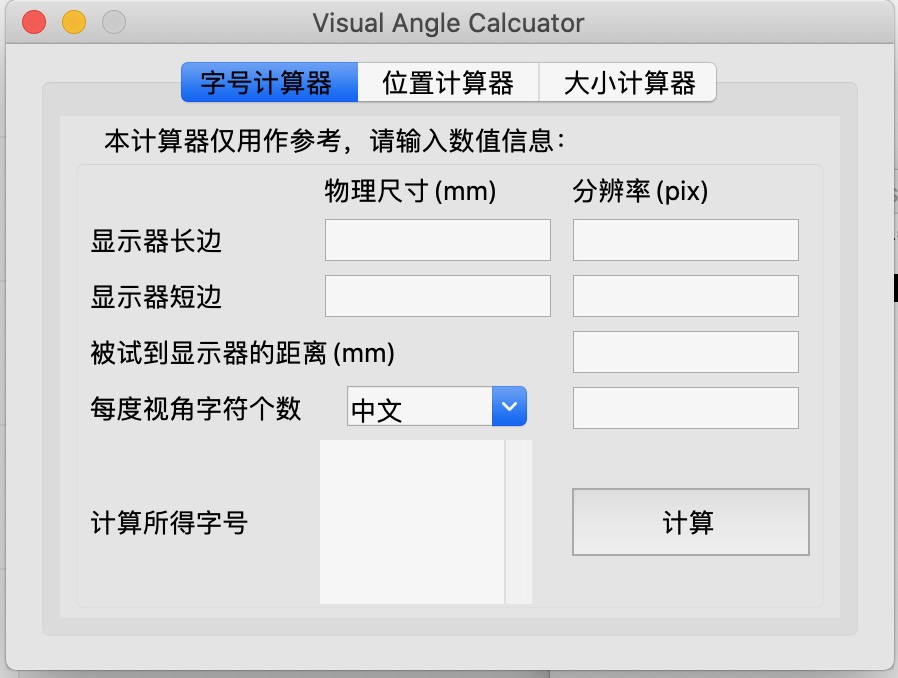 Visual Angle Calcuator
字号计算器 位置计算器 大小计算器
本计算器仅用作参考，请输入数值信息：
物理尺寸(mm) 分辨率(pix)
显示器长边
显示器短边
被试到显示器的距离(mm)
每度视角字符个数 中文
计算所得字号 计算